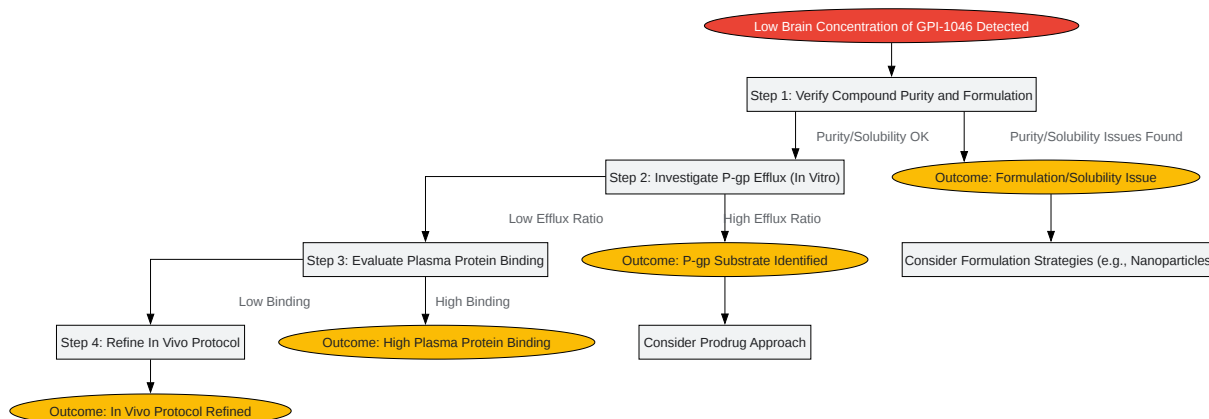 Low Brain Concentration of GPI-1046 Detected
Step 1: Verify Compound Purity and Formulation
Purity/Solubility OK
Purity/Solubility Issues Found
Step 2: Investigate P-gp Efflux (In Vitro)
Outcome: Formulation/Solubility Issue
Low Efflux Ratio
High Efflux Ratio
Step 3: Evaluate Plasma Protein Binding
Outcome: P-gp Substrate Identified
Consider Formulation Strategies (e.g., Nanoparticles
Low Binding
High Binding
Step 4: Refine In Vivo Protocol
Outcome: High Plasma Protein Binding
Consider Prodrug Approach
Outcome: In Vivo Protocol Refined